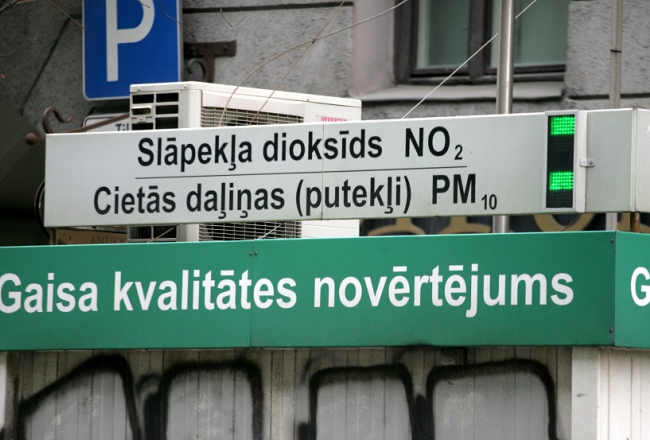 P
Slāpekļa dioksīds NO₂
Cietās daļiņas (putekļi) PM₁₀
Gaisa kvalitātes novērtējums
G